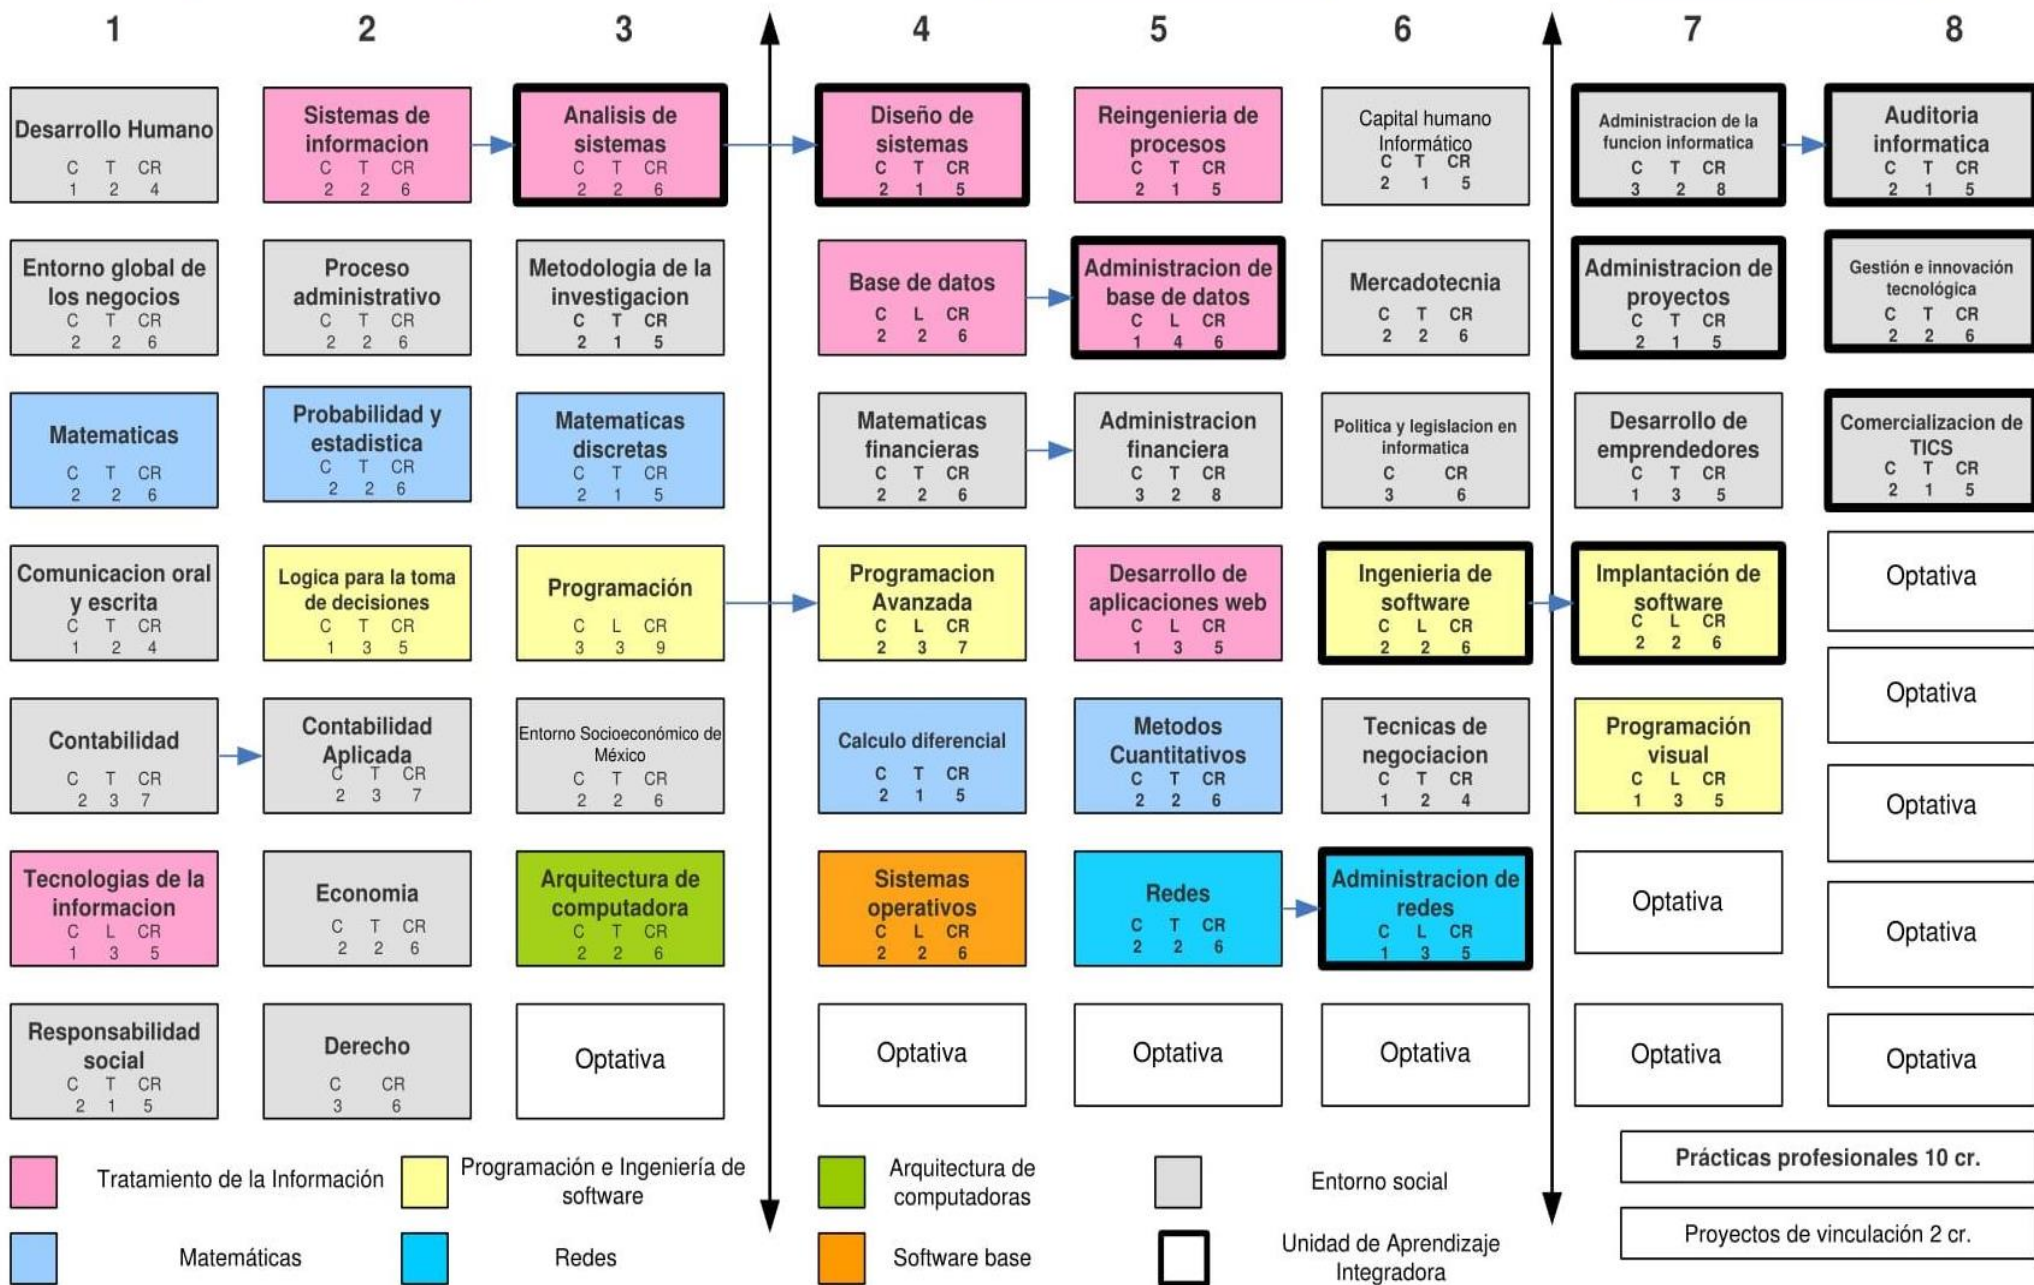 1 2 3 4 5 6 7 8
Desarrollo Humano
C T CR
1 2 4
Sistemas de
informacion
C T CR
2 2 6
Analisis de
sistemas
C T CR
2 2 6
Diseño de
sistemas
C T CR
2 1 5
Reingenieria de
procesos
C T CR
2 1 5
Capital humano
Informático
C T CR
2 1 5
Administracion de la
funcion informatica
C T CR
3 2 8
Auditoria
informatica
C T CR
2 1 5
Entorno global de
los negocios
C T CR
2 2 6
Proceso
administrativo
C T CR
2 2 6
Metodologia de la
investigacion
C T CR
2 1 5
Base de datos
C L CR
2 2 6
Administracion de
base de datos
C L CR
1 4 6
Mercadotecnia
C T CR
2 2 6
Administracion de
proyectos
C T CR
2 1 5
Gestión e innovación
tecnológica
C T CR
2 2 6
Matematicas
C T CR
2 2 6
Probabilidad y
estadistica
C T CR
2 2 6
Matematicas
discretas
C T CR
2 1 5
Matematicas
financieras
C T CR
2 2 6
Administracion
financiera
C T CR
3 2 8
Politica y legislacion en
informatica
C CR
3 6
Desarrollo de
emprendedores
C T CR
1 3 5
Comercializacion de
TICS
C T CR
2 1 5
Comunicacion oral
y escrita
C T CR
1 2 4
Logica para la toma
de decisiones
C T CR
1 3 5
Programación
C L CR
3 3 9
Programacion
Avanzada
C L CR
2 3 7
Desarrollo de
aplicaciones web
C L CR
1 3 5
Ingenieria de
software
C L CR
2 2 6
Implantación de
software
C L CR
2 2 6
Optativa
Optativa
Contabilidad
C T CR
2 3 7
Contabilidad
Aplicada
C T CR
2 3 7
Entorno Socioeconómico de
México
C T CR
2 2 6
Calculo diferencial
C T CR
2 1 5
Metodos
Cuantitativos
C T CR
2 2 6
Tecnicas de
negociacion
C T CR
1 2 4
Programación
visual
C L CR
1 3 5
Optativa
Tecnologias de la
informacion
C L CR
1 3 5
Economia
C T CR
2 2 6
Arquitectura de
computadora
C T CR
2 2 6
Sistemas
operativos
C L CR
2 2 6
Redes
C T CR
2 2 6
Administracion de
redes
C L CR
1 3 5
Optativa
Optativa
Responsabilidad
social
C T CR
2 1 5
Derecho
C CR
3 6
Optativa
Optativa
Optativa
Optativa
Optativa
Optativa
Tratamiento de la Información
Programación e Ingeniería de
software
Arquitectura de
computadoras
Entorno social
Prácticas profesionales 10 cr.
Matemáticas
Redes
Software base
Unidad de Aprendizaje
Integradora
Proyectos de vinculación 2 cr.